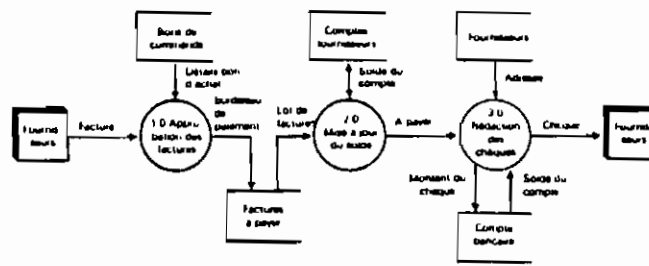 Bons de
commande
Comptes
fournisseurs
Fournisseurs
Détails bon
d'achat
Solde du
compte
Adresse
Fournis
seurs
Facture
1.0 Appro
bation des
factures
bordereau
de
paiement
Lot de
factures
2.0
Mise à jour
du solde
A payer
3.0
Rédaction
des
chèques
Chèque
Fournis
seurs
Factures
à payer
Montant du
chèque
Solde du
compte
Compte
bancaire